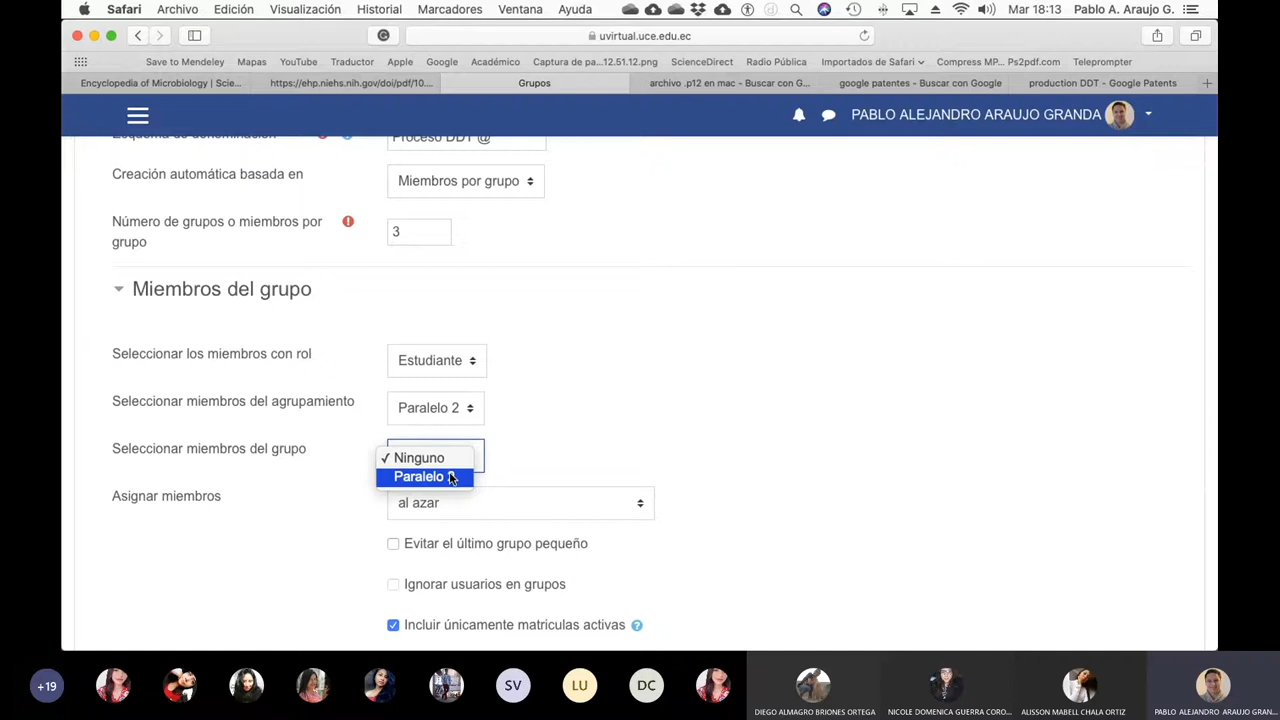 Safari Archivo Edición Visualización Historial Marcadores Ventana Ayuda Mar 18:13 Pablo A. Araujo G.
uvirtual.uce.edu.ec
Save to Mendeley Mapas YouTube Traductor Apple Google Académico Captura de pa...12.51.12.png ScienceDirect Radio Pública Importados de Safari Compress MP... Ps2pdf.com Teleprompter
Encyclopedia of Microbiology | Scie... https://ehp.niehs.nih.gov/doi/pdf/10.... Grupos archivo .p12 en mac - Buscar con G... google patentes - Buscar con Google production DDT - Google Patents
PABLO ALEJANDRO ARAUJO GRANDA
Esquema de denominación Proceso DDT @
Creación automática basada en Miembros por grupo
Número de grupos o miembros por grupo 3
Miembros del grupo
Seleccionar los miembros con rol Estudiante
Seleccionar miembros del agrupamiento Paralelo 2
Seleccionar miembros del grupo
✓ Ninguno
Paralelo
Asignar miembros al azar
Evitar el último grupo pequeño
Ignorar usuarios en grupos
Incluir únicamente matriculas activas
+19 SV LU DC
DIEGO ALMAGRO BRIONES ORTEGA NICOLE DOMENICA GUERRA CORO... ALISSON MABELL CHALA ORTIZ PABLO ALEJANDRO ARAUJO GRAN...